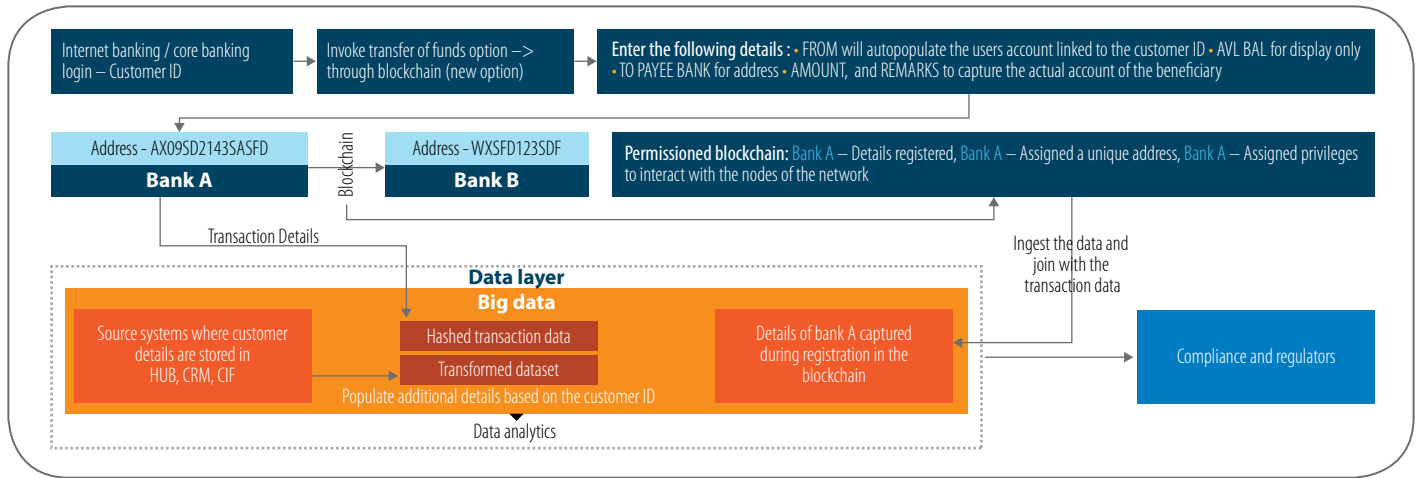 Internet banking / core banking
login – Customer ID
Invoke transfer of funds option –>
through blockchain (new option)
Enter the following details : • FROM will autopopulate the users account linked to the customer ID • AVL BAL for display only
• TO PAYEE BANK for address • AMOUNT, and REMARKS to capture the actual account of the beneficiary
Address - AX09SD2143SASFD
Bank A
Blockchain
Address - WXSFD123SDF
Bank B
Permissioned blockchain: Bank A – Details registered, Bank A – Assigned a unique address, Bank A – Assigned privileges
to interact with the nodes of the network
Transaction Details
Ingest the data and
join with the
transaction data
Data layer
Big data
Source systems where customer
details are stored in
HUB, CRM, CIF
Hashed transaction data
Transformed dataset
Populate additional details based on the customer ID
Details of bank A captured
during registration in the
blockchain
Compliance and regulators
Data analytics